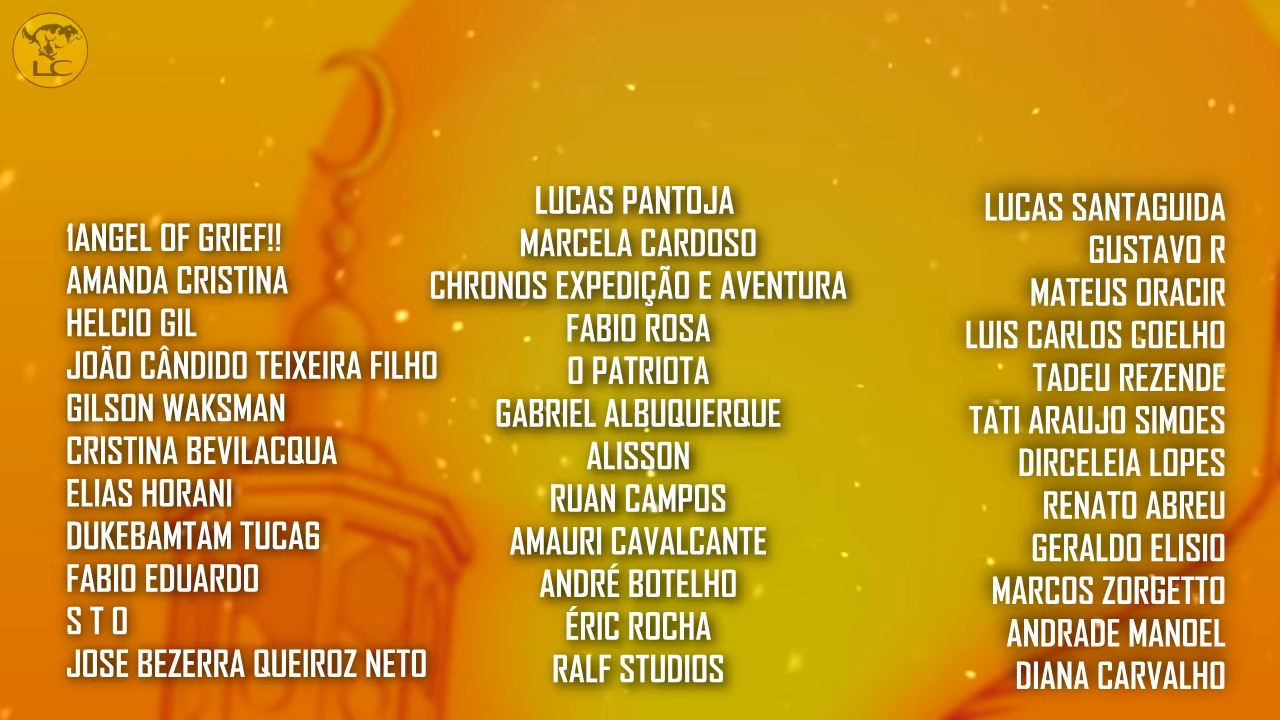 LC
1ANGEL OF GRIEF!!
AMANDA CRISTINA
HELCIO GIL
JOÃO CÂNDIDO TEIXEIRA FILHO
GILSON WAKSMAN
CRISTINA BEVILACQUA
ELIAS HORANI
DUKEBAMTAM TUCA6
FABIO EDUARDO
S T O
JOSE BEZERRA QUEIROZ NETO
LUCAS PANTOJA
MARCELA CARDOSO
CHRONOS EXPEDIÇÃO E AVENTURA
FABIO ROSA
O PATRIOTA
GABRIEL ALBUQUERQUE
ALISSON
RUAN CAMPOS
AMAURI CAVALCANTE
ANDRÉ BOTELHO
ÉRIC ROCHA
RALF STUDIOS
LUCAS SANTAGUIDA
GUSTAVO R
MATEUS ORACIR
LUIS CARLOS COELHO
TADEU REZENDE
TATI ARAUJO SIMOES
DIRCELEIA LOPES
RENATO ABREU
GERALDO ELISIO
MARCOS ZORGETTO
ANDRADE MANOEL
DIANA CARVALHO